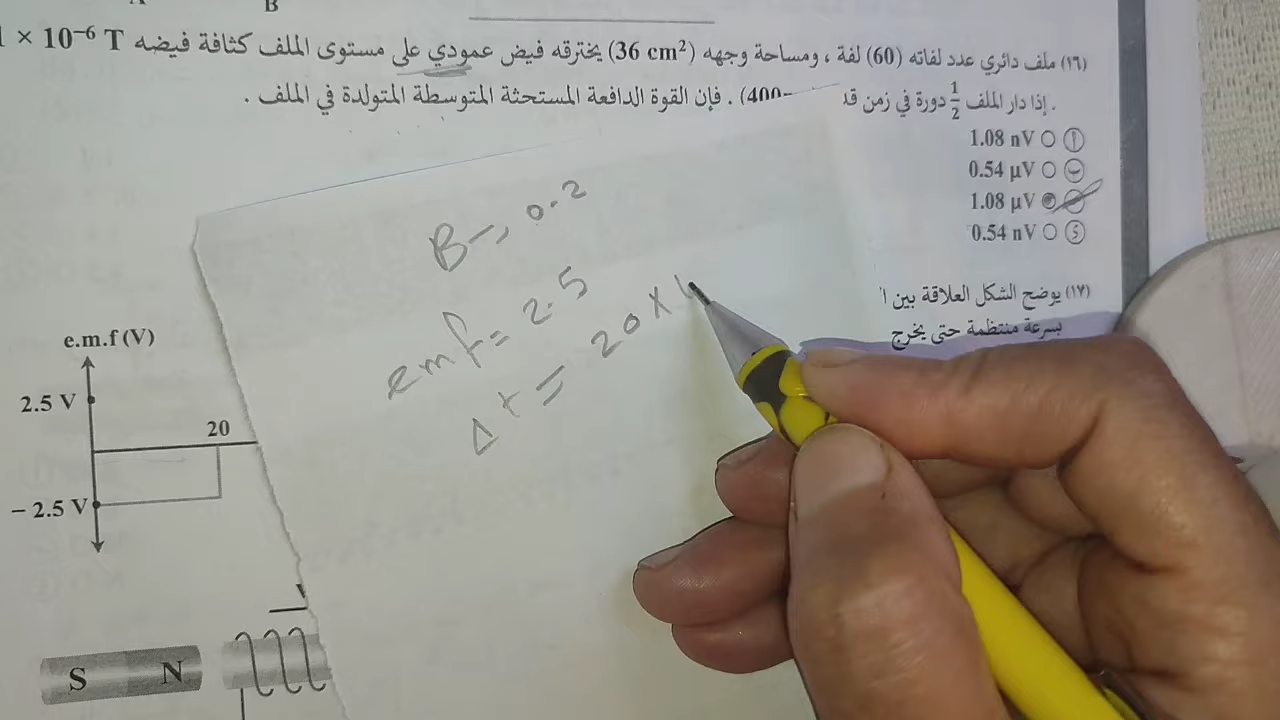 B
(١٦) ملف دائري عدد لفاته (60) لفة ، ومساحة وجهه (36 cm²) يخترقه فيض عمودي على مستوى الملف كثافة فيضه 1 × 10⁻⁶ T
. إذا دار الملف ½ دورة في زمن (400 . فإن القوة الدافعة المستحثة المتوسطة المتولدة في الملف .
أ 1.08 nV
0.54 µV
1.08 µV
د 0.54 nV
(١٧) يوضح الشكل العلاقة بين
بسرعة منتظمة حتى يخرج
B 0.2
emf = 2.5
Δt = 20 ×
e.m.f (V)
2.5 V
20
– 2.5 V
S N